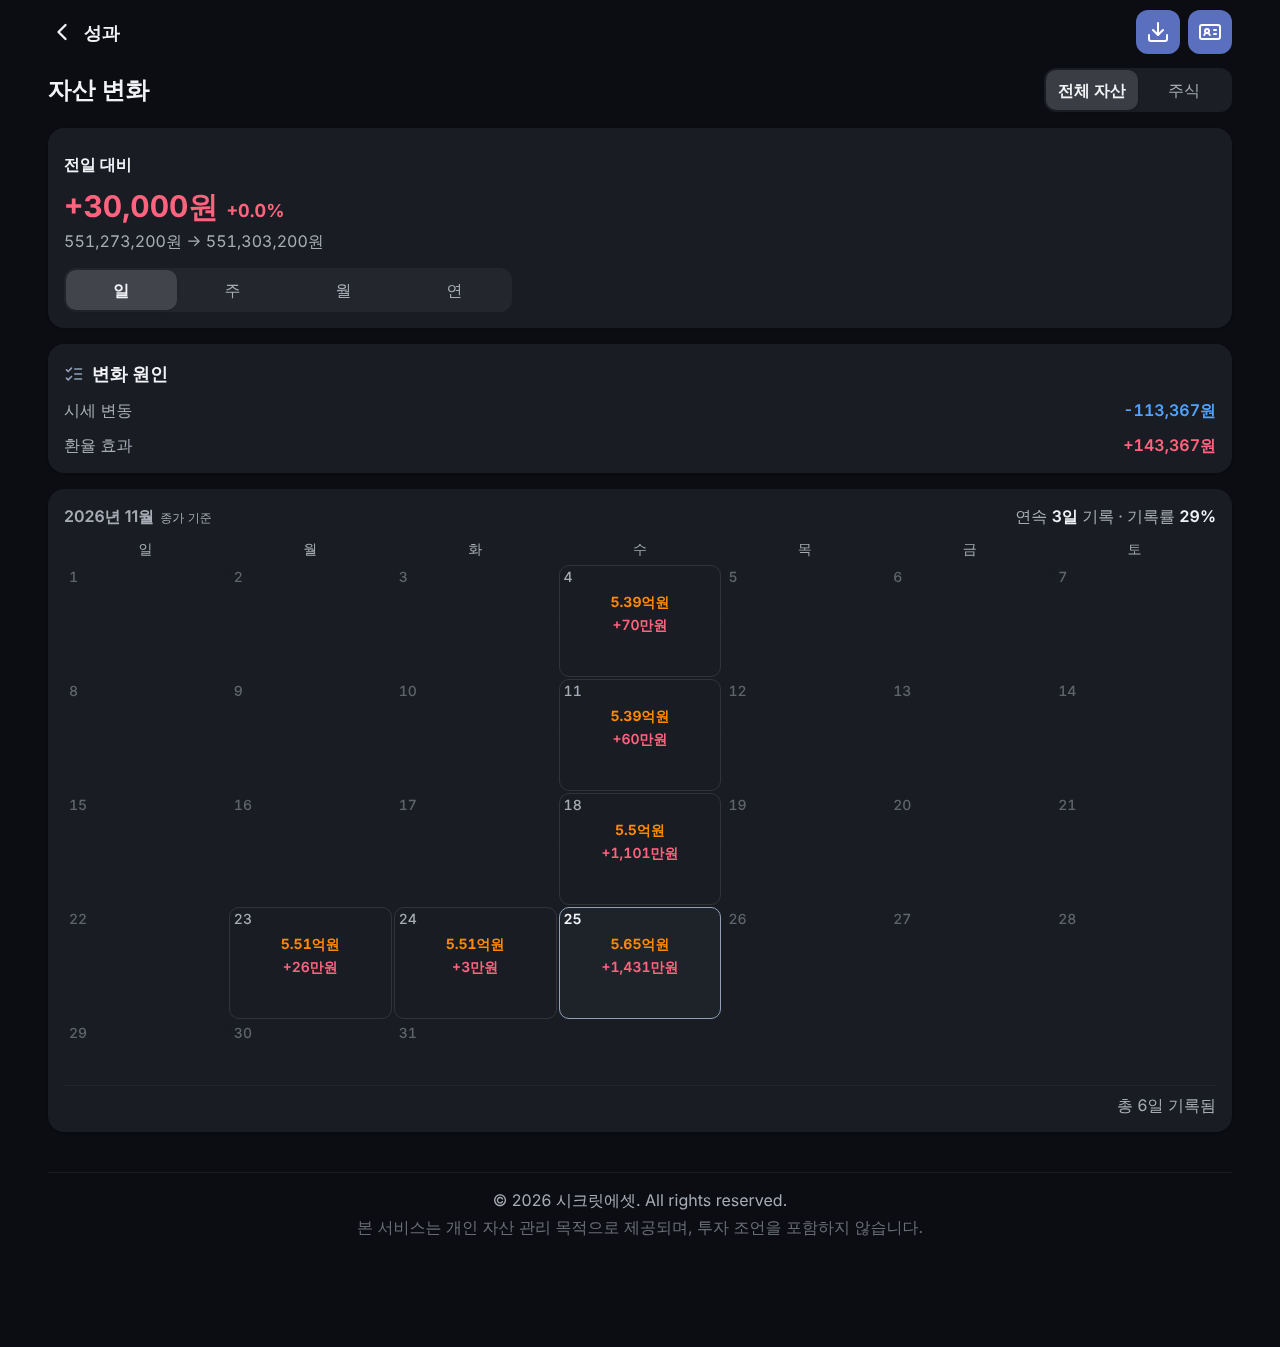 성과
자산 변화
전체 자산 주식
전일 대비
+30,000원 +0.0%
551,273,200원 → 551,303,200원
일 주 월 연
변화 원인
시세 변동 -113,367원
환율 효과 +143,367원
2026년 11월 종가 기준 연속 3일 기록 · 기록률 29%
일 월 화 수 목 금 토
1 2 3 4 5 6 7
5.39억원
+70만원
8 9 10 11 12 13 14
5.39억원
+60만원
15 16 17 18 19 20 21
5.5억원
+1,101만원
22 23 24 25 26 27 28
5.51억원 5.51억원 5.65억원
+26만원 +3만원 +1,431만원
29 30 31
총 6일 기록됨
© 2026 시크릿에셋. All rights reserved.
본 서비스는 개인 자산 관리 목적으로 제공되며, 투자 조언을 포함하지 않습니다.